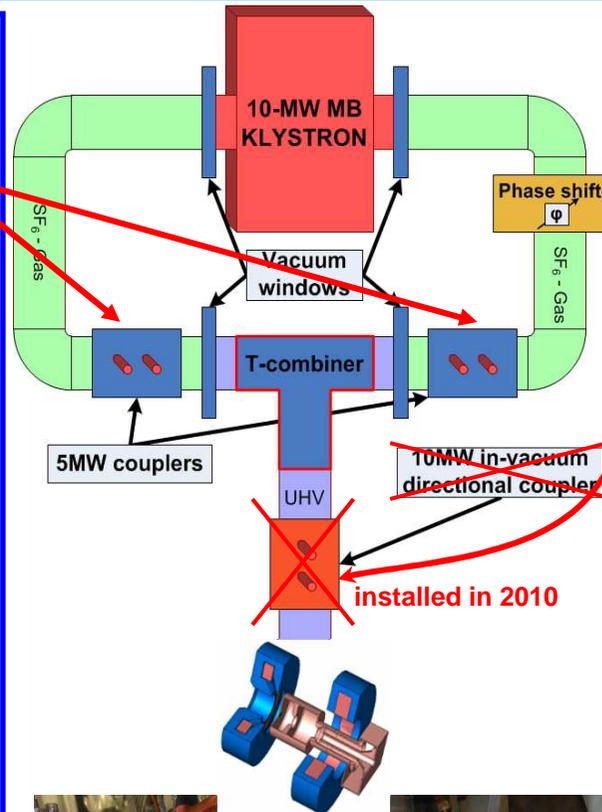 10-MW MB
KLYSTRON
Phase shift
φ
SF₆ - Gas
SF₆ - Gas
Vacuum
windows
T-combiner
5MW couplers
10MW in-vacuum
directional coupler
UHV
installed in 2010